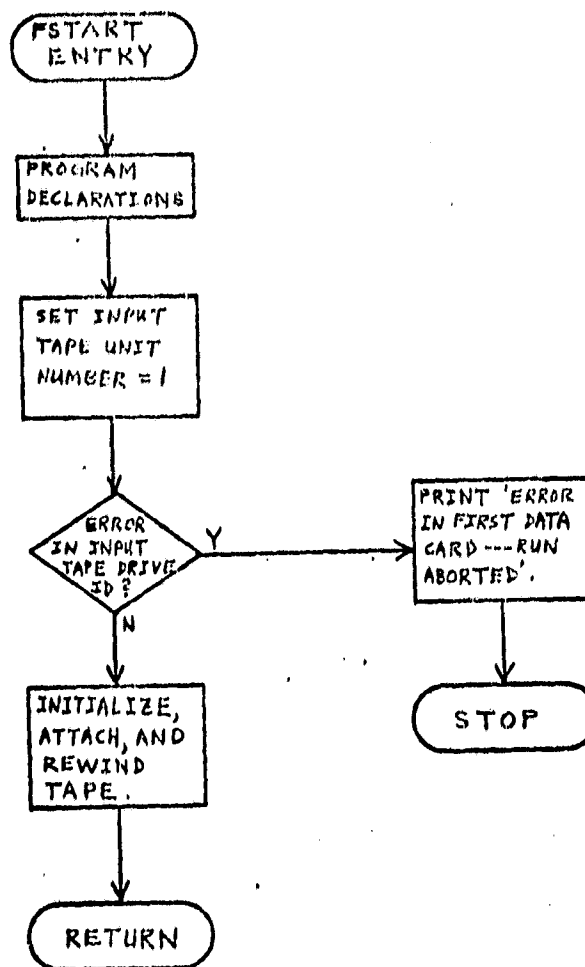 FSTART
ENTRY
PROGRAM
DECLARATIONS
SET INPUT
TAPE UNIT
NUMBER = 1
ERROR
IN INPUT
TAPE DRIVE
ID?
Y
N
PRINT 'ERROR
IN FIRST DATA
CARD ---RUN
ABORTED'.
STOP
INITIALIZE,
ATTACH, AND
REWIND
TAPE.
RETURN